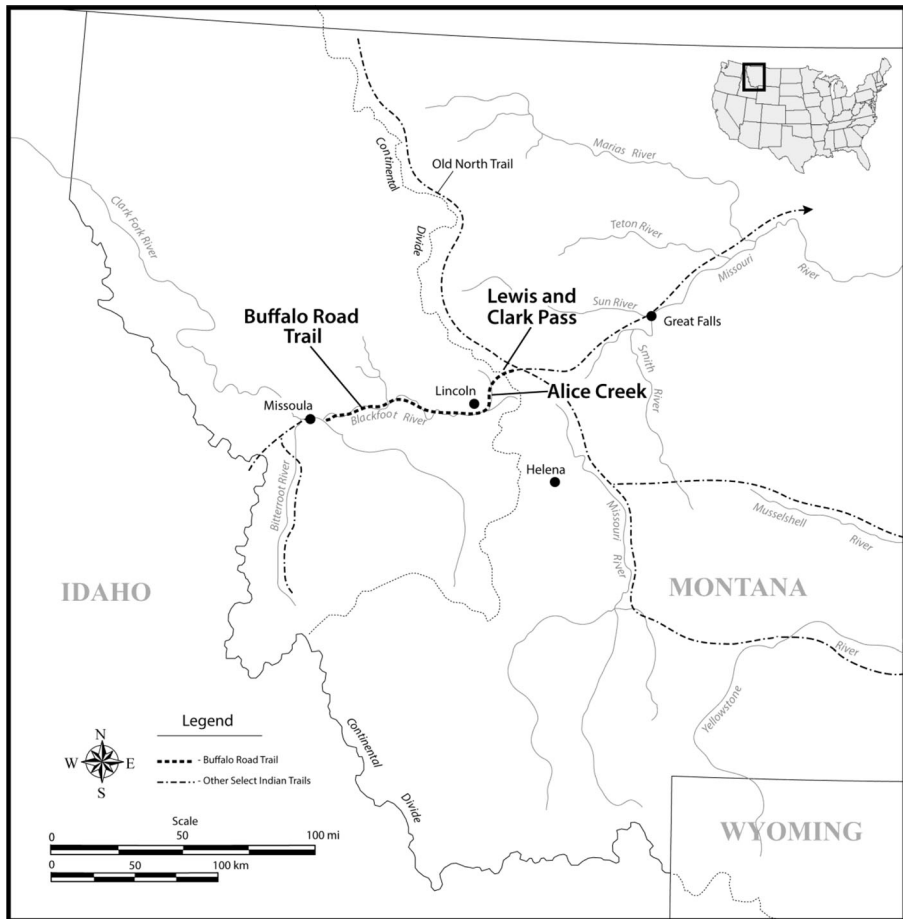 Marias River
Continental
Old North Trail
Clark Fork River
Teton River
Divide
Missouri
River
Lewis and
Clark Pass
Sun River
Buffalo Road
Trail
Great Falls
Smith
River
Lincoln
Alice Creek
Missoula
Blackfoot River
Helena
Bitterroot River
Missouri
River
Musselshell
River
IDAHO
MONTANA
River
Yellowstone
Legend
N
W E
S
- Buffalo Road Trail
- Other Select Indian Trails
Continental
Divide
Scale
0 50 100 mi
0 50 100 km
WYOMING